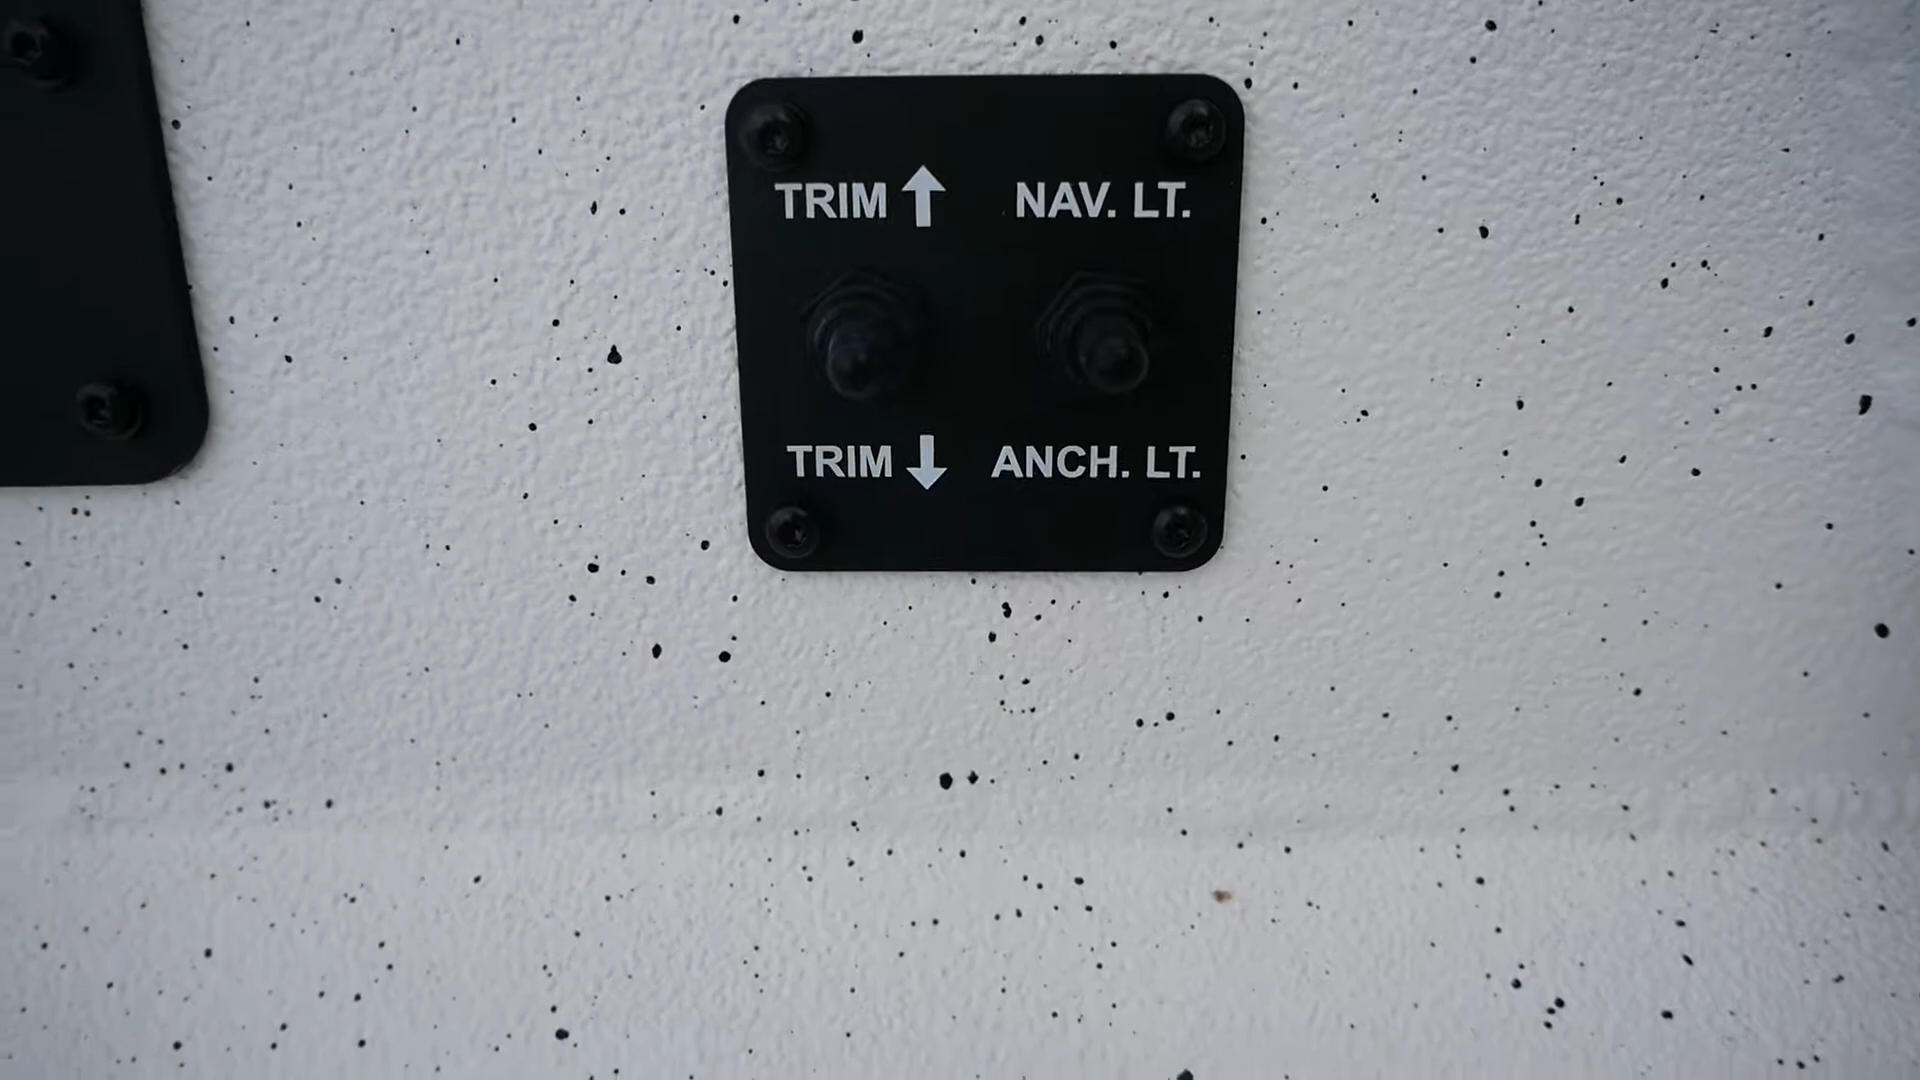 TRIM ↑ NAV. LT.
TRIM ↓ ANCH. LT.